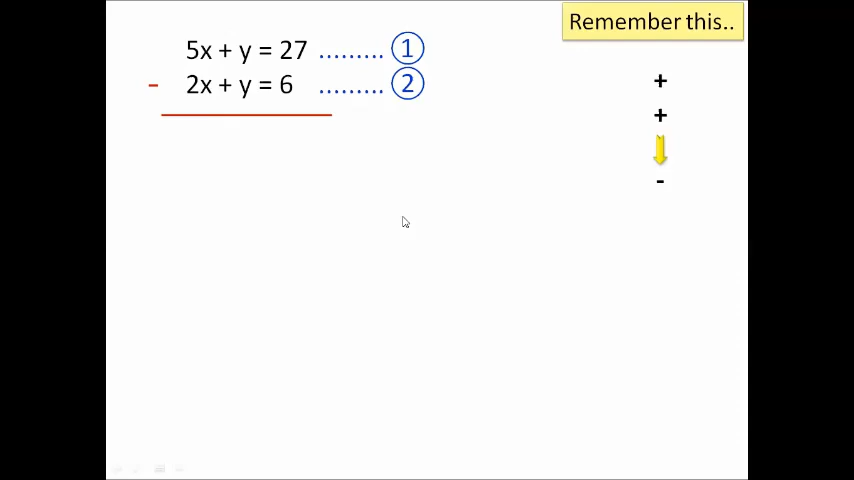 Remember this..
5x + y = 27 ......... 1
- 2x + y = 6 ......... 2
+
+
-